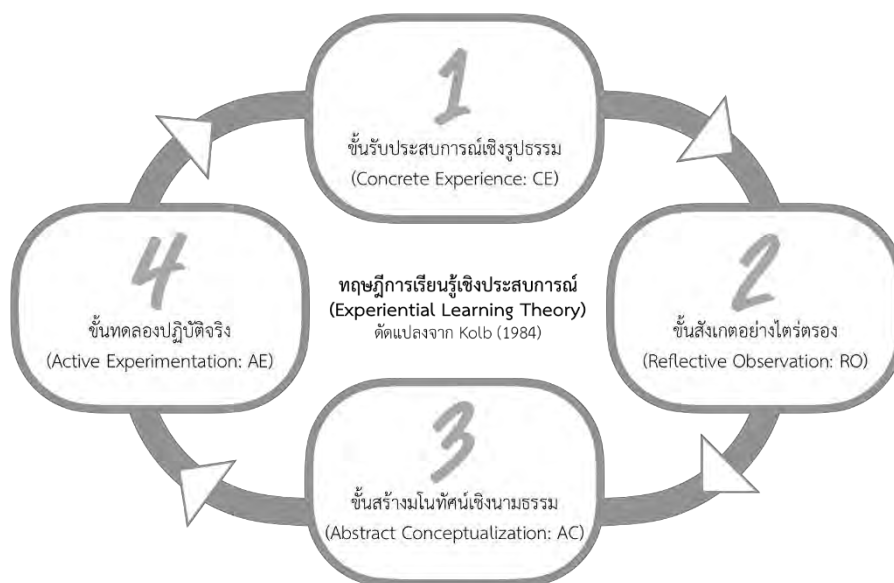 1
ขั้นรับประสบการณ์เชิงรูปธรรม
(Concrete Experience: CE)
2
ขั้นสังเกตอย่างไตร่ตรอง
(Reflective Observation: RO)
3
ขั้นสร้างมโนทัศน์เชิงนามธรรม
(Abstract Conceptualization: AC)
4
ขั้นทดลองปฏิบัติจริง
(Active Experimentation: AE)
ทฤษฎีการเรียนรู้เชิงประสบการณ์
(Experiential Learning Theory)
ดัดแปลงจาก Kolb (1984)